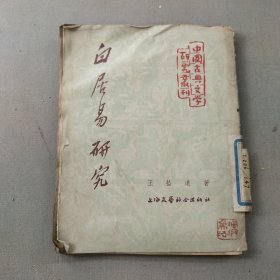 中國古典文學
研究叢刊
白居易研究
王拾遺 著
上海文藝聯合出版社